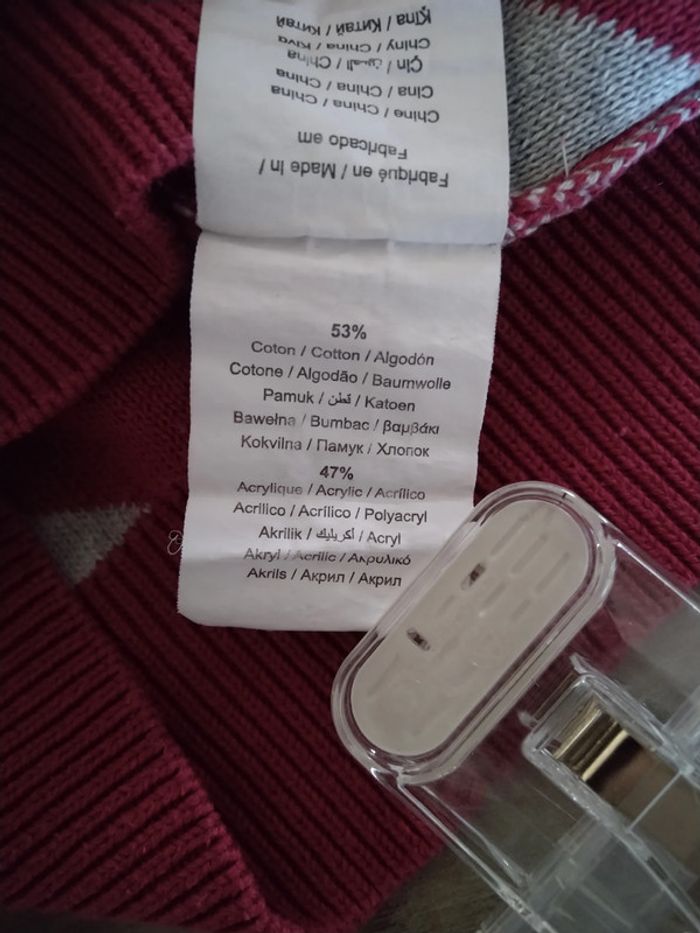 Fabriqué en / Made In /
Fabricado em
Chine / China / China
Cina / China / China
Çin / الصين / China
Chiny / China / Κίνα
Ķīna / Китай / Китай
53%
Coton / Cotton / Algodón
Cotone / Algodão / Baumwolle
Pamuk / قطن / Katoen
Bawełna / Bumbac / βαμβάκι
Kokvilna / Памук / Хлопок
47%
Acrylique / Acrylic / Acrílico
Acrilico / Acrílico / Polyacryl
Akrilik / أكريليك / Acryl
Akryl / Acrilic / Ακρυλικό
Akrils / Акрил / Акрил